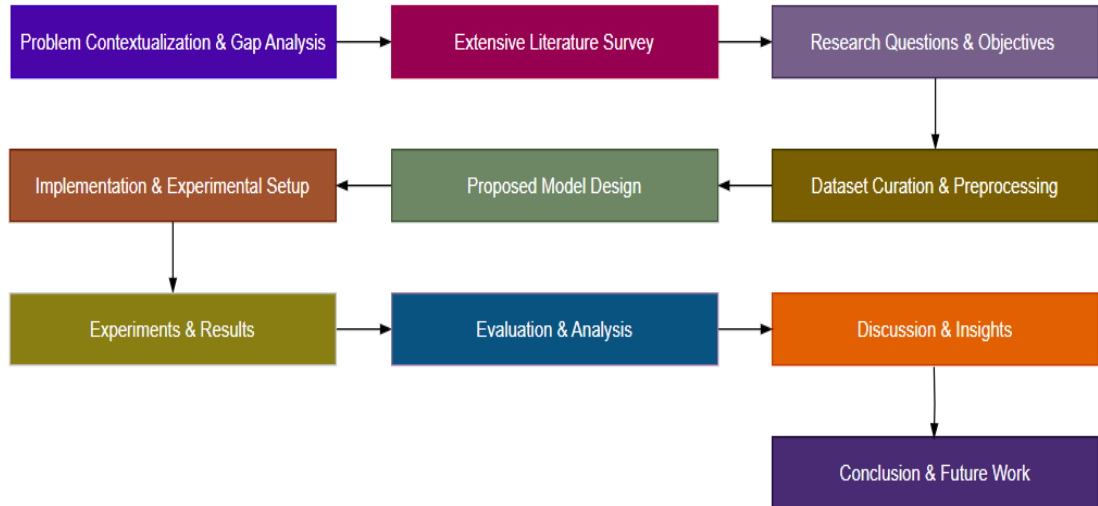 Problem Contextualization & Gap Analysis
Extensive Literature Survey
Research Questions & Objectives
Implementation & Experimental Setup
Proposed Model Design
Dataset Curation & Preprocessing
Experiments & Results
Evaluation & Analysis
Discussion & Insights
Conclusion & Future Work